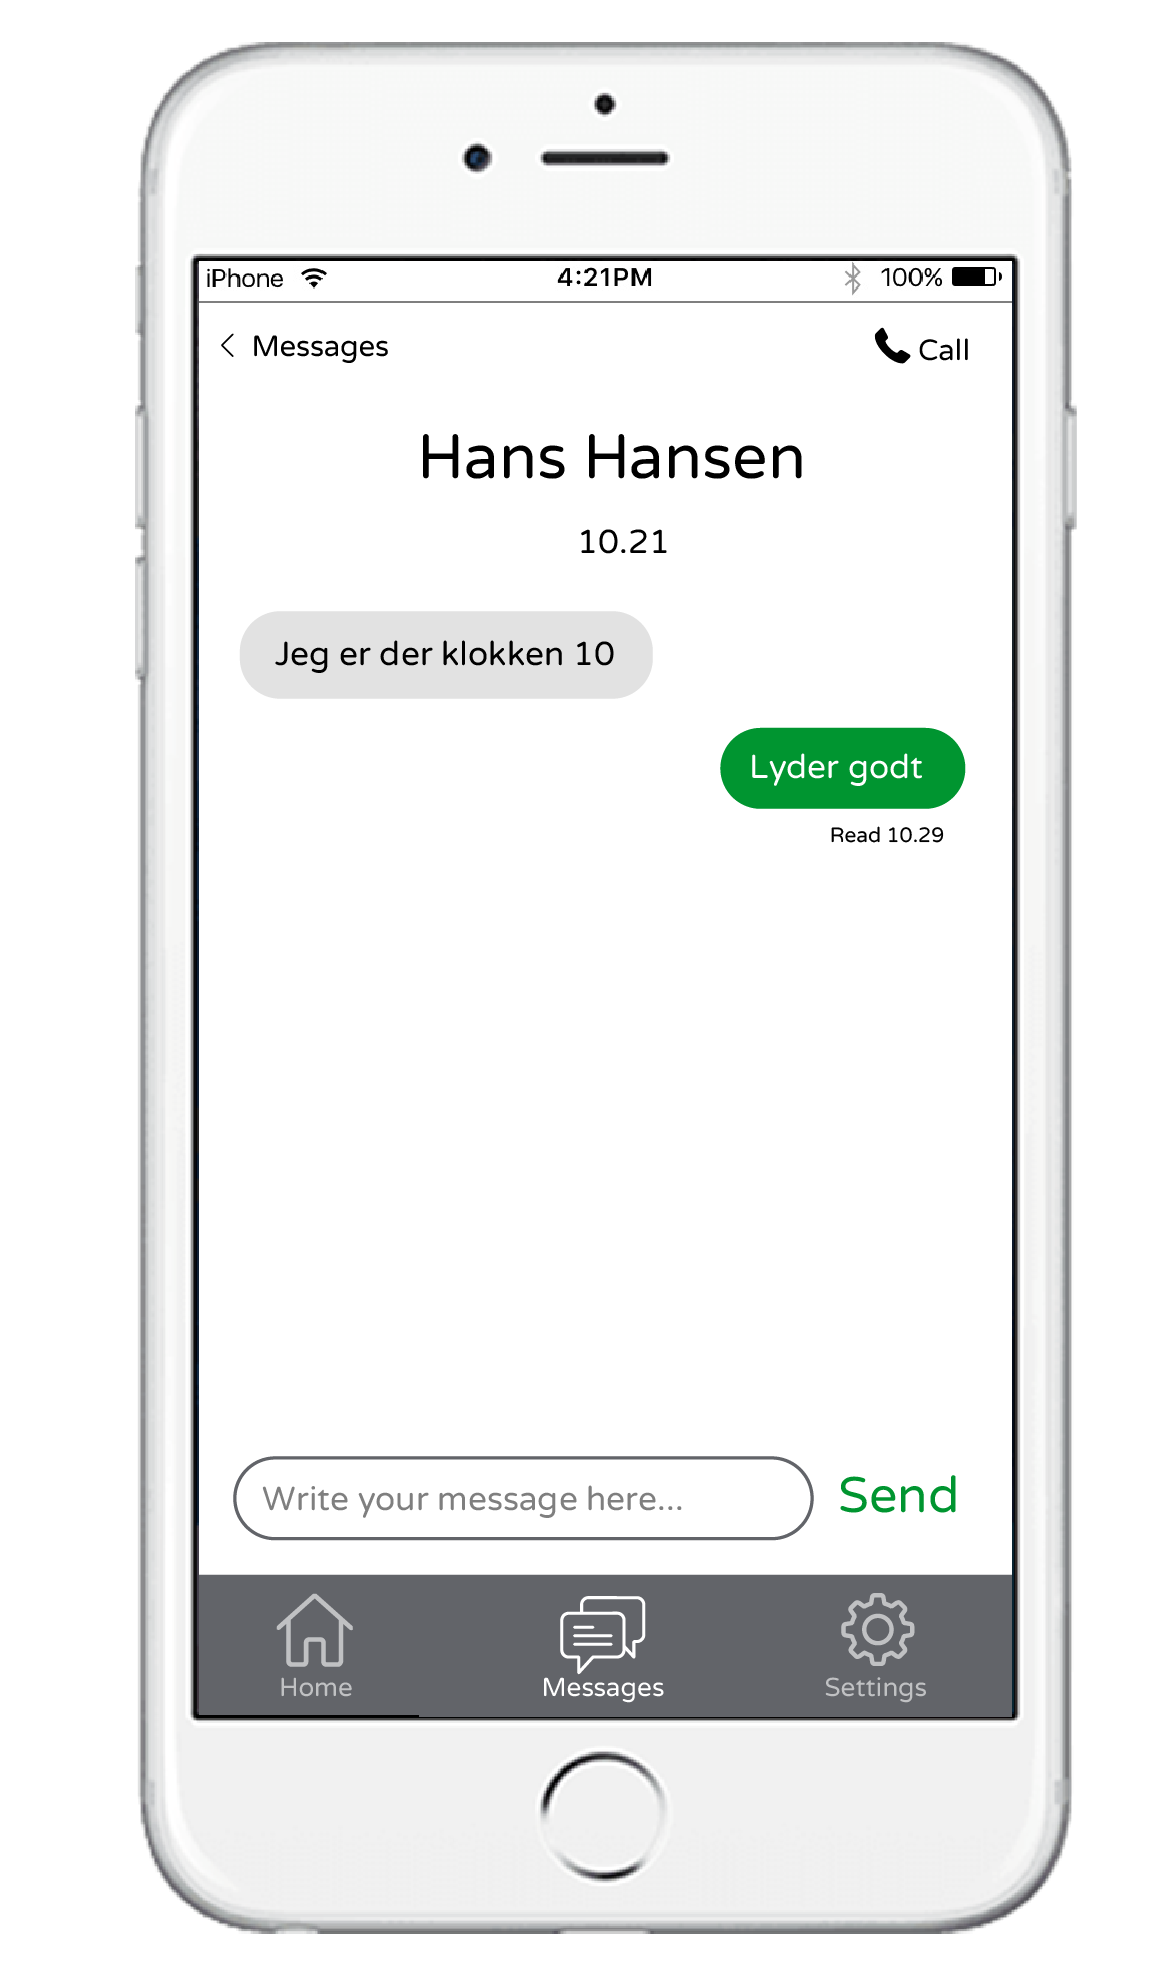 iPhone 4:21PM 100%
Messages Call
Hans Hansen
10.21
Jeg er der klokken 10
Lyder godt
Read 10.29
Write your message here... Send
Home Messages Settings